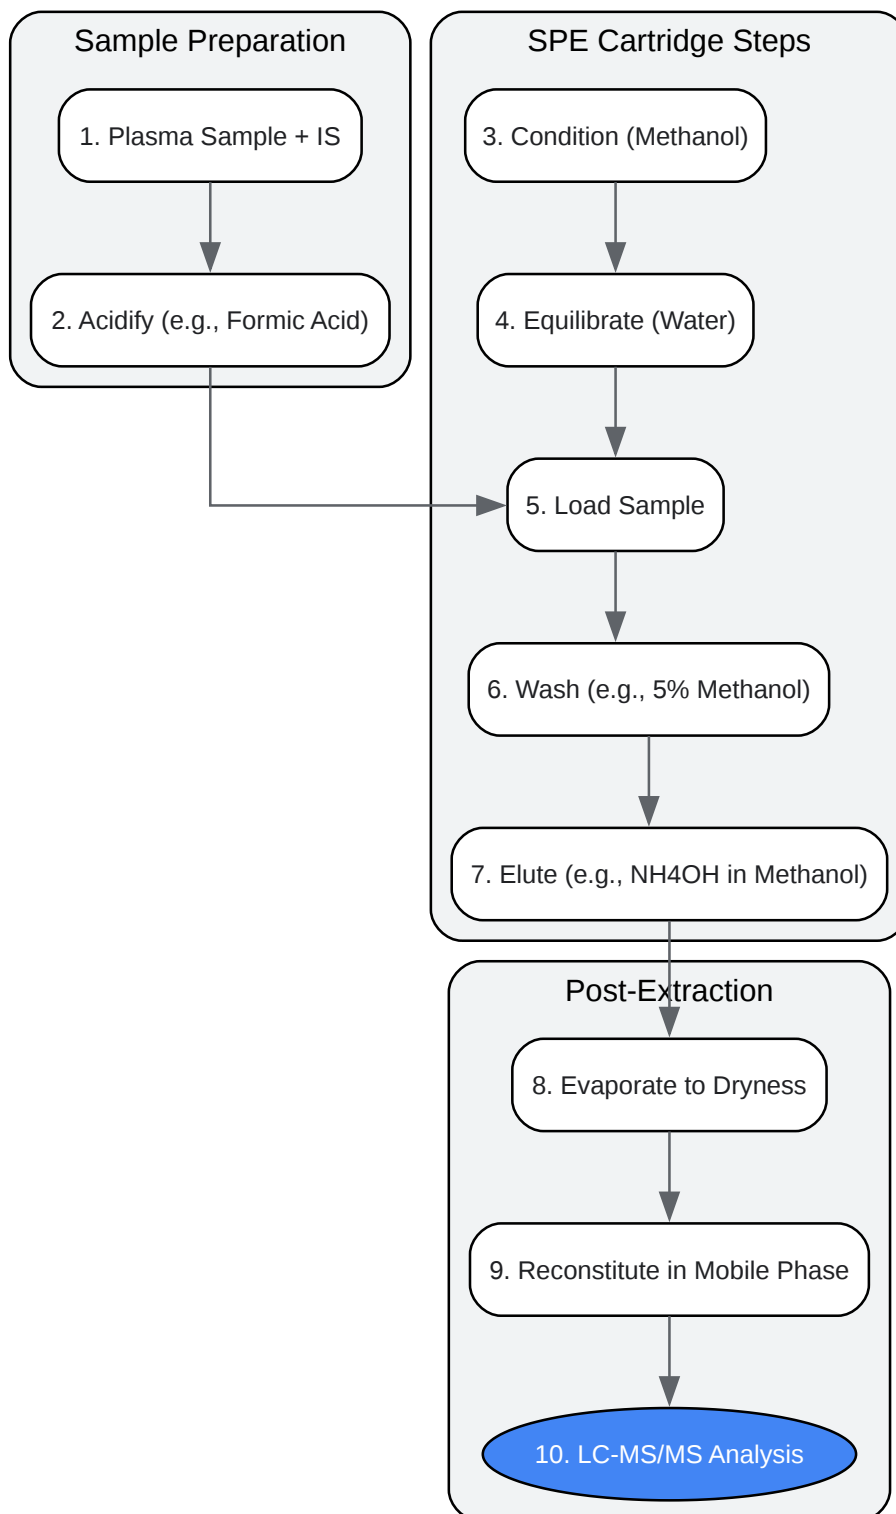 Sample Preparation
1. Plasma Sample + IS
2. Acidify (e.g., Formic Acid)
SPE Cartridge Steps
3. Condition (Methanol)
4. Equilibrate (Water)
5. Load Sample
6. Wash (e.g., 5% Methanol)
7. Elute (e.g., NH4OH in Methanol)
Post-Extraction
8. Evaporate to Dryness
9. Reconstitute in Mobile Phase
10. LC-MS/MS Analysis